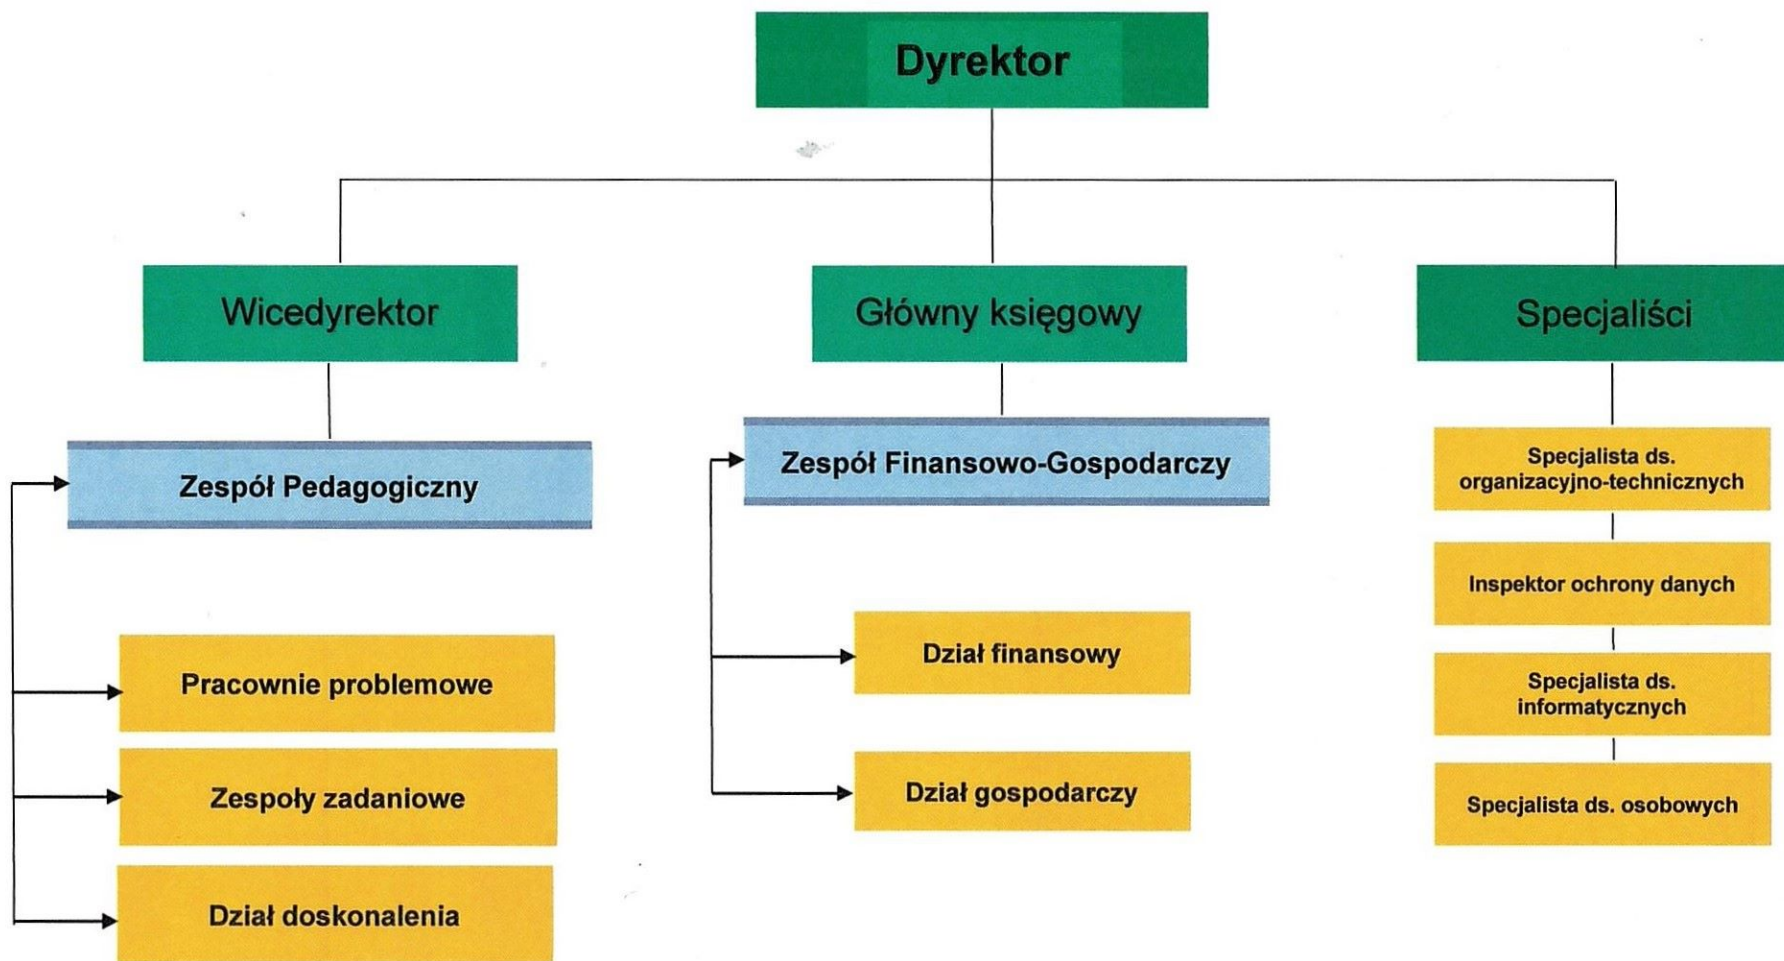 Dyrektor
Wicedyrektor
Główny księgowy
Specjaliści
Zespół Pedagogiczny
Pracownie problemowe
Zespoły zadaniowe
Dział doskonalenia
Zespół Finansowo-Gospodarczy
Dział finansowy
Dział gospodarczy
Specjalista ds.
organizacyjno-technicznych
Inspektor ochrony danych
Specjalista ds.
informatycznych
Specjalista ds. osobowych